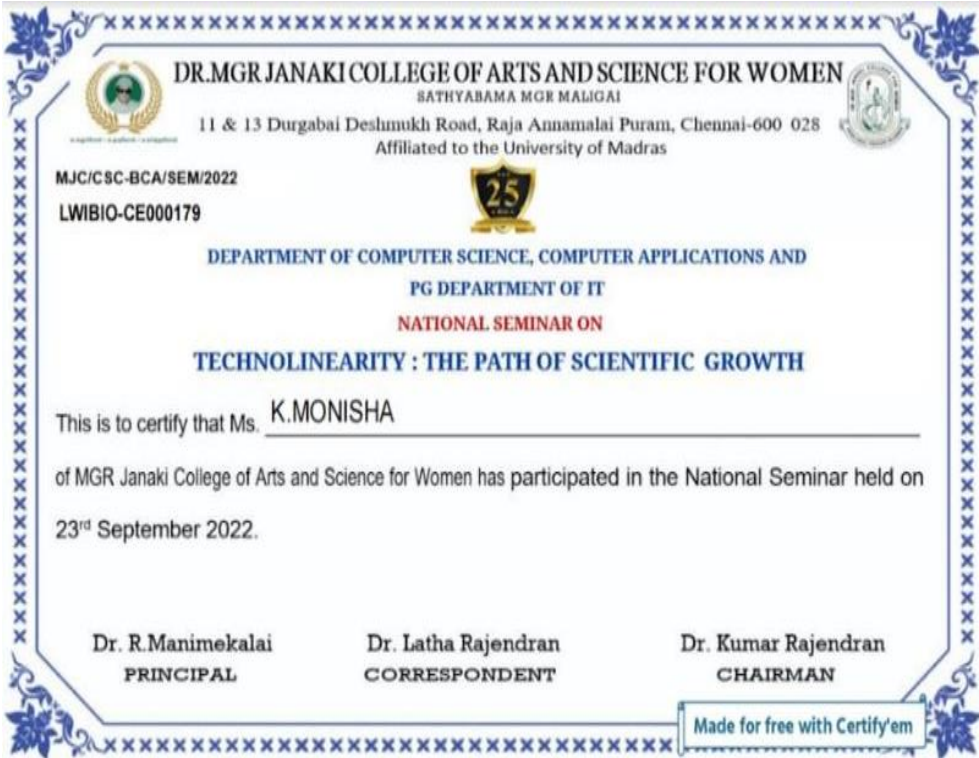 DR.MGR JANAKI COLLEGE OF ARTS AND SCIENCE FOR WOMEN
SATHYABAMA MGR MALIGAI
11 & 13 Durgabai Deshmukh Road, Raja Annamalai Puram, Chennai-600 028
Affiliated to the University of Madras
MJC/CSC-BCA/SEM/2022
LWIBIO-CE000179
25
DEPARTMENT OF COMPUTER SCIENCE, COMPUTER APPLICATIONS AND
PG DEPARTMENT OF IT
NATIONAL SEMINAR ON
TECHNOLINEARITY : THE PATH OF SCIENTIFIC GROWTH
This is to certify that Ms. K.MONISHA
of MGR Janaki College of Arts and Science for Women has participated in the National Seminar held on
23rd September 2022.
Dr. R.Manimekalai Dr. Latha Rajendran Dr. Kumar Rajendran
PRINCIPAL CORRESPONDENT CHAIRMAN
Made for free with Certify'em